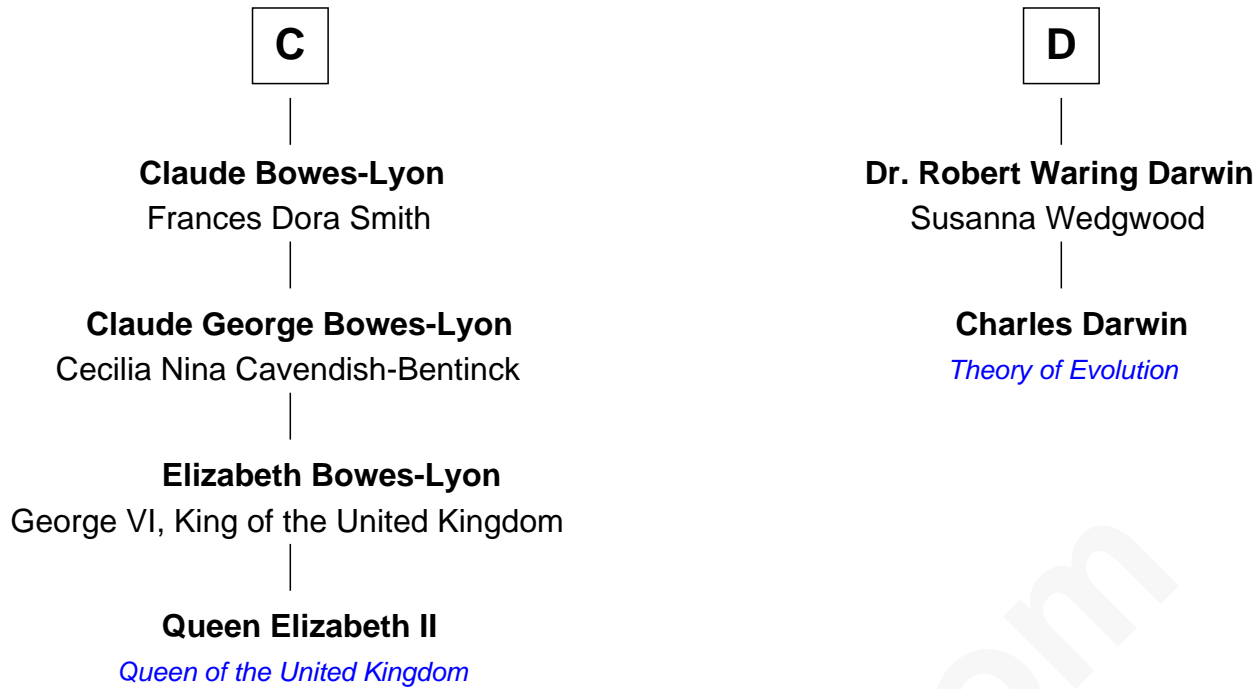 C
Claude Bowes-Lyon
Frances Dora Smith
Claude George Bowes-Lyon
Cecilia Nina Cavendish-Bentinck
Elizabeth Bowes-Lyon
George VI, King of the United Kingdom
Queen Elizabeth II
Queen of the United Kingdom
D
Dr. Robert Waring Darwin
Susanna Wedgwood
Charles Darwin
Theory of Evolution
om